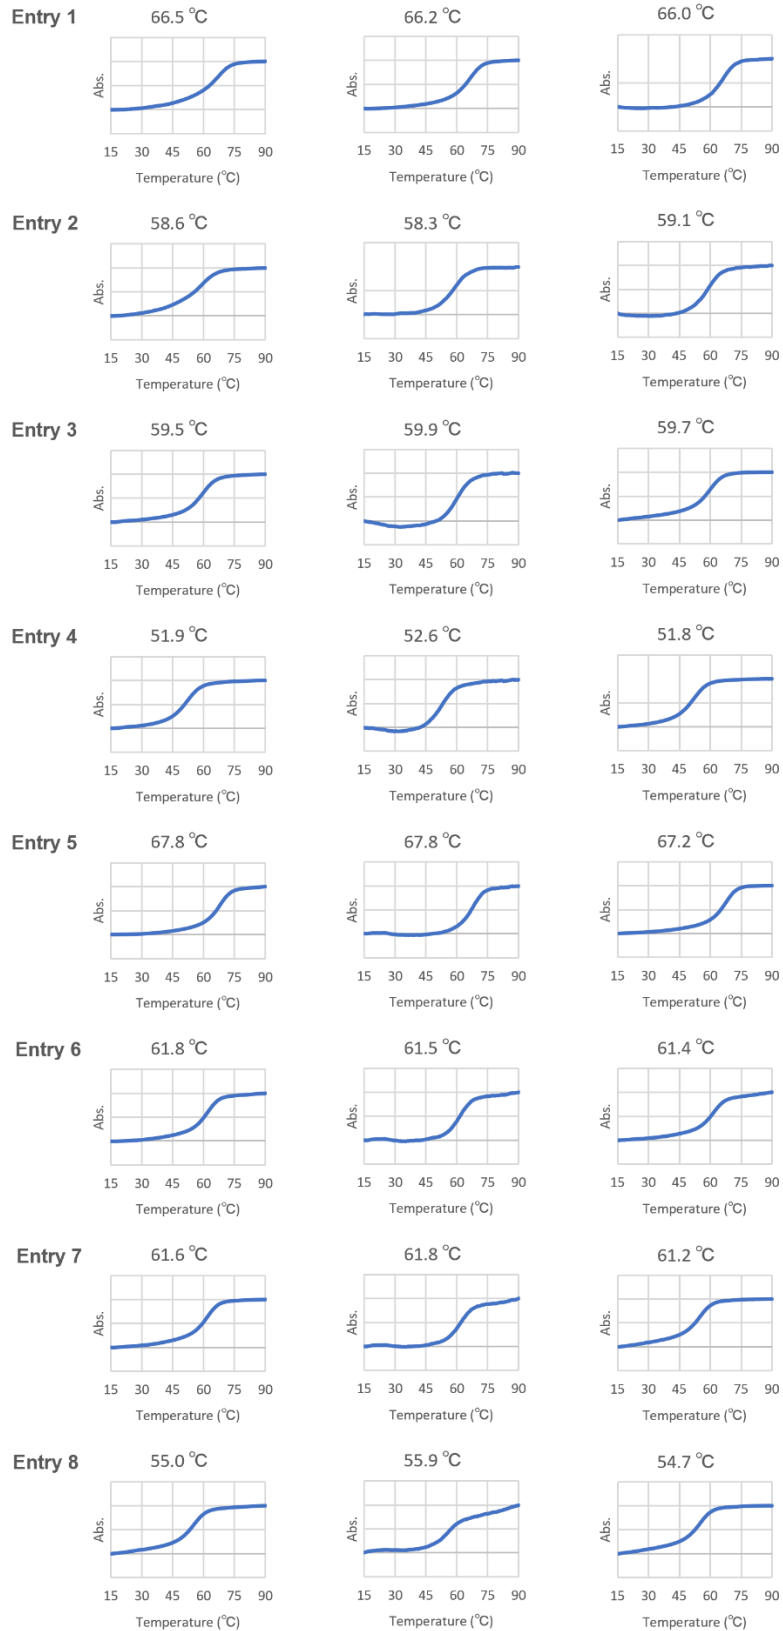 Entry 1 66.5 °C 66.2 °C 66.0 °C
Abs. Abs. Abs.
15 30 45 60 75 90 15 30 45 60 75 90 15 30 45 60 75 90
Temperature (°C) Temperature (°C) Temperature (°C)
Entry 2 58.6 °C 58.3 °C 59.1 °C
Abs. Abs. Abs.
15 30 45 60 75 90 15 30 45 60 75 90 15 30 45 60 75 90
Temperature (°C) Temperature (°C) Temperature (°C)
Entry 3 59.5 °C 59.9 °C 59.7 °C
Abs. Abs. Abs.
15 30 45 60 75 90 15 30 45 60 75 90 15 30 45 60 75 90
Temperature (°C) Temperature (°C) Temperature (°C)
Entry 4 51.9 °C 52.6 °C 51.8 °C
Abs. Abs. Abs.
15 30 45 60 75 90 15 30 45 60 75 90 15 30 45 60 75 90
Temperature (°C) Temperature (°C) Temperature (°C)
Entry 5 67.8 °C 67.8 °C 67.2 °C
Abs. Abs. Abs.
15 30 45 60 75 90 15 30 45 60 75 90 15 30 45 60 75 90
Temperature (°C) Temperature (°C) Temperature (°C)
Entry 6 61.8 °C 61.5 °C 61.4 °C
Abs. Abs. Abs.
15 30 45 60 75 90 15 30 45 60 75 90 15 30 45 60 75 90
Temperature (°C) Temperature (°C) Temperature (°C)
Entry 7 61.6 °C 61.8 °C 61.2 °C
Abs. Abs. Abs.
15 30 45 60 75 90 15 30 45 60 75 90 15 30 45 60 75 90
Temperature (°C) Temperature (°C) Temperature (°C)
Entry 8 55.0 °C 55.9 °C 54.7 °C
Abs. Abs. Abs.
15 30 45 60 75 90 15 30 45 60 75 90 15 30 45 60 75 90
Temperature (°C) Temperature (°C) Temperature (°C)